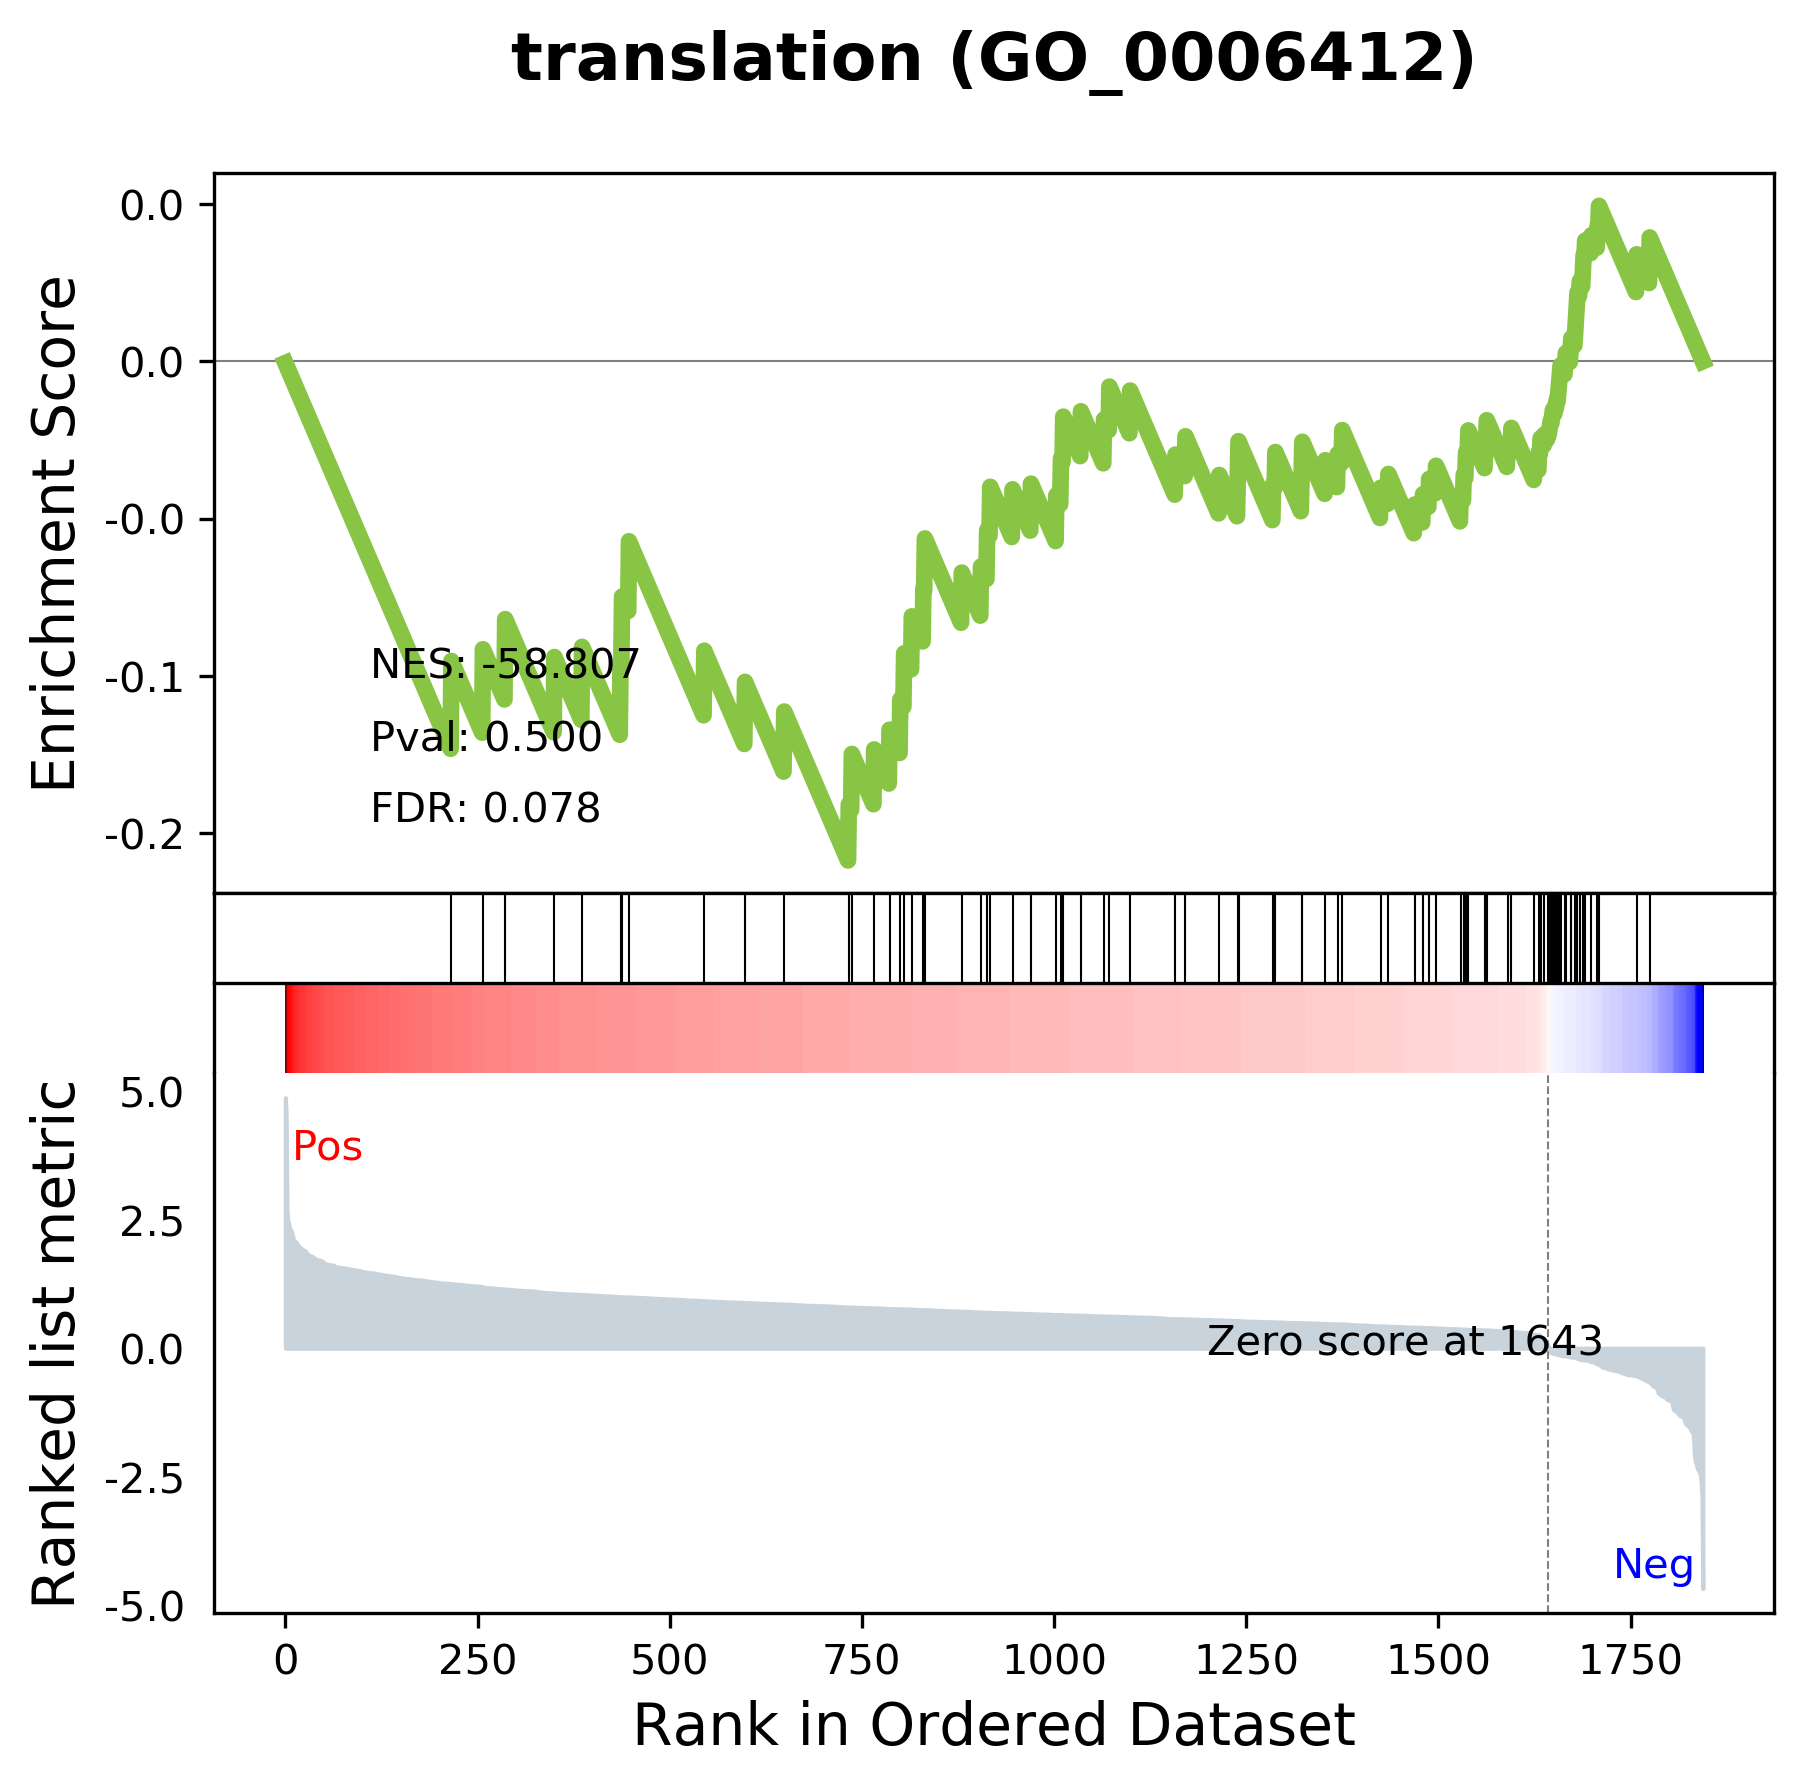 translation (GO_0006412)
Enrichment Score
0.0
0.0
-0.0
-0.1
-0.2
NES: -58.807
Pval: 0.500
FDR: 0.078
Ranked list metric
5.0
2.5
0.0
-2.5
-5.0
Pos
Zero score at 1643
Neg
0 250 500 750 1000 1250 1500 1750
Rank in Ordered Dataset